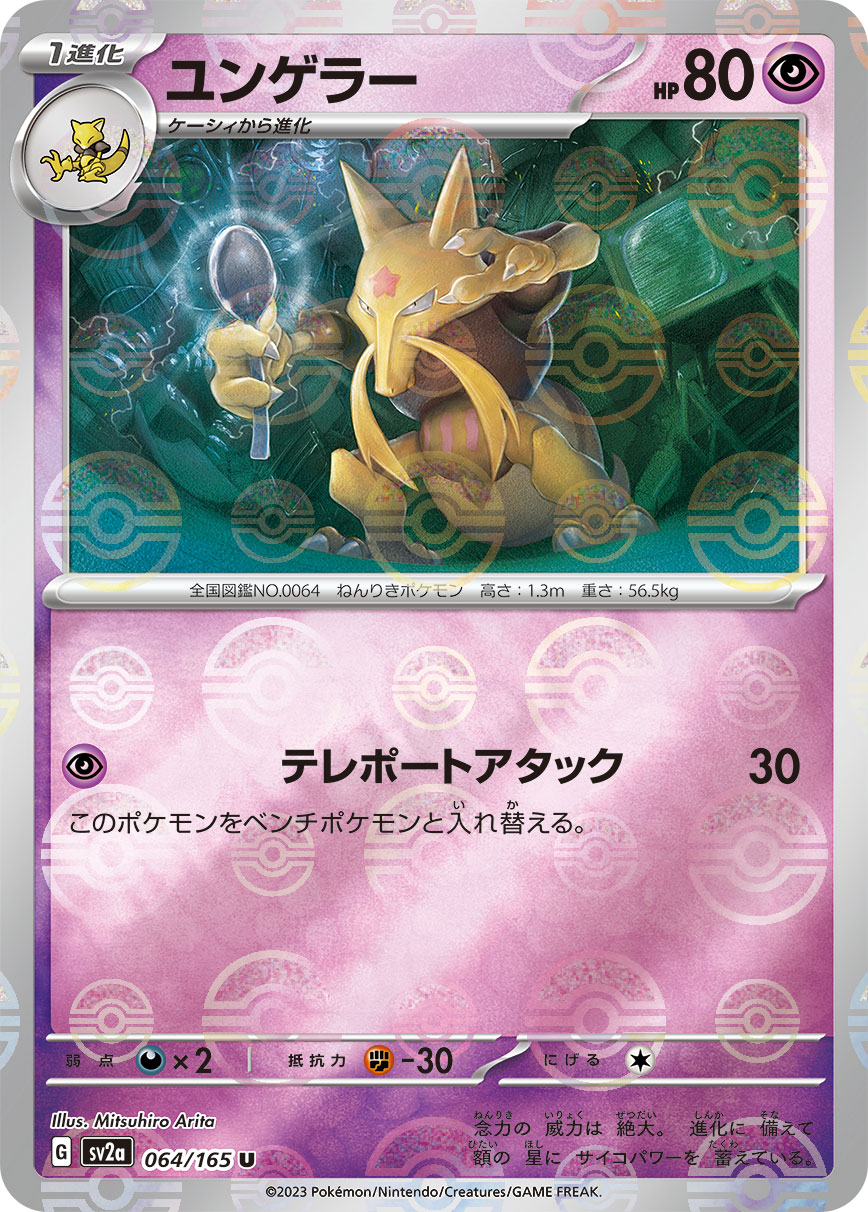 1進化
ユンゲラー
HP80
ケーシィから進化
全国図鑑NO.0064 ねんりきポケモン 高さ:1.3m 重さ:56.5kg
テレポートアタック 30
このポケモンをベンチポケモンと入れ替える。
弱点 ×2 抵抗力 -30 にげる
Illus. Mitsuhiro Arita
念力の 威力は 絶大。 進化に 備えて
額の 星に サイコパワーを 蓄えている。
G sv2a 064/165 U
©2023 Pokémon/Nintendo/Creatures/GAME FREAK.